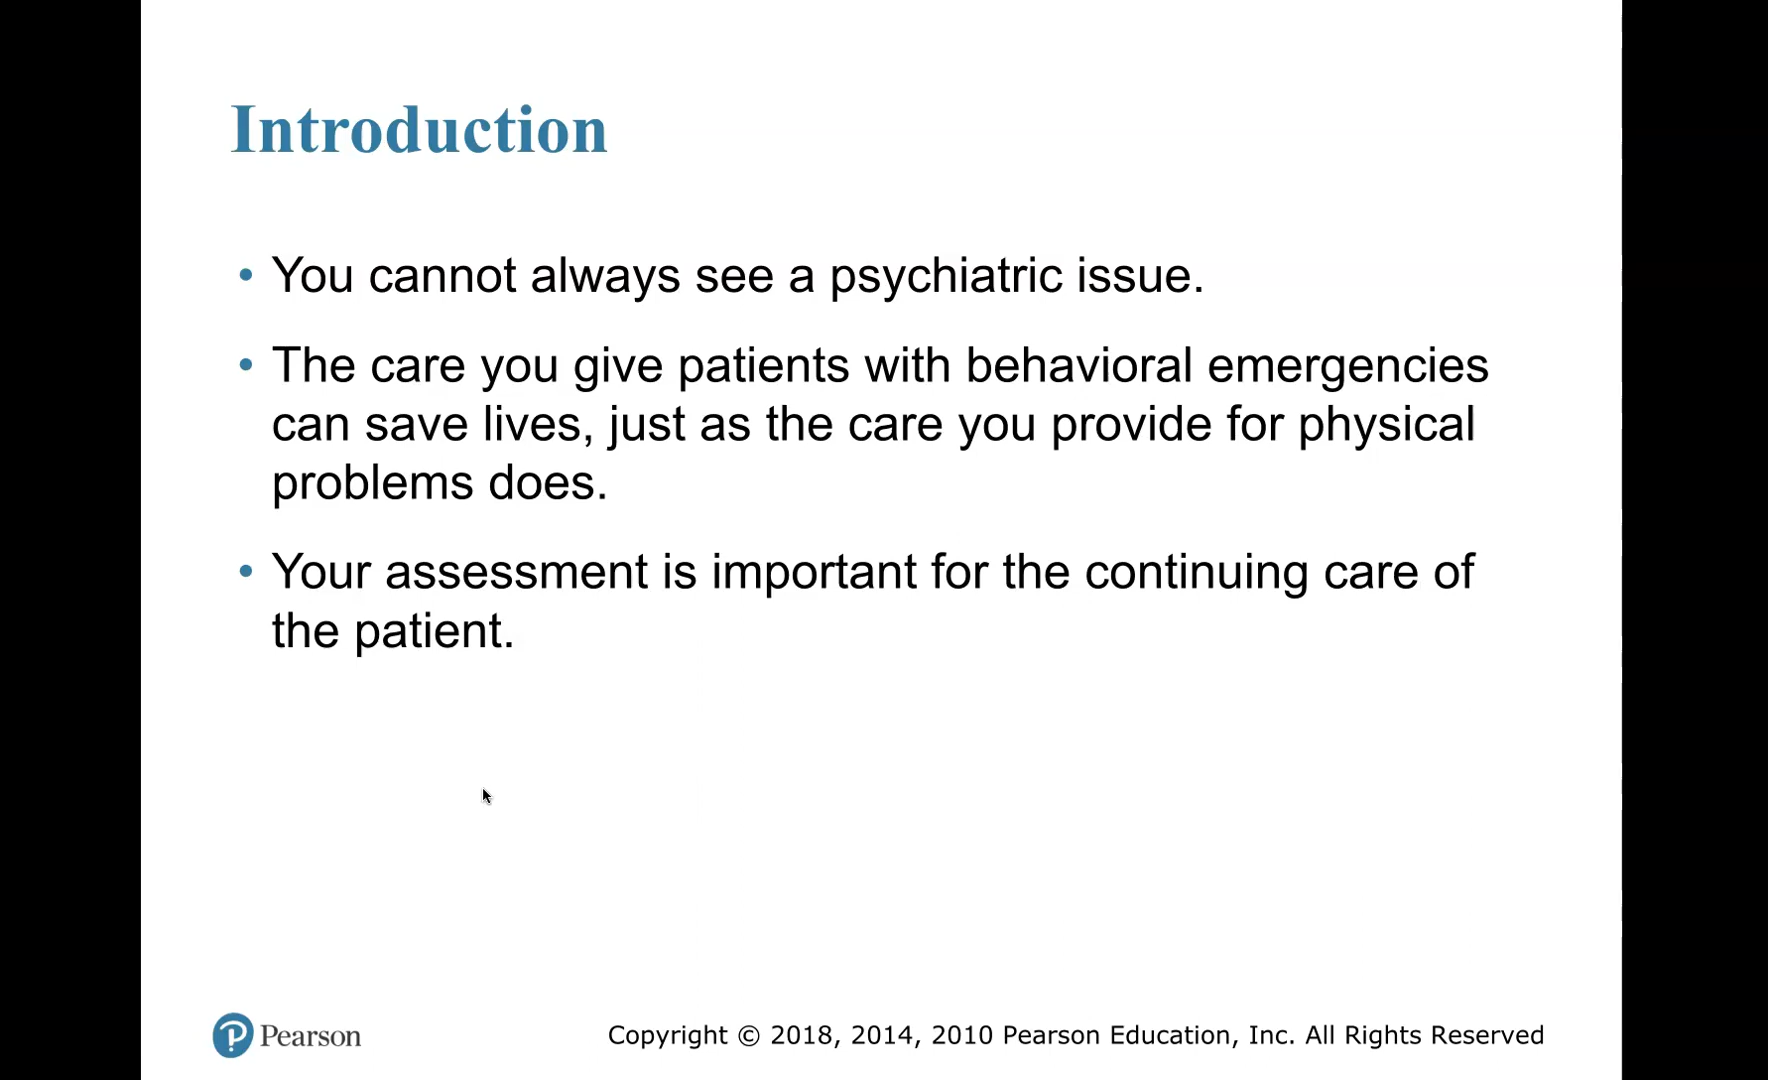 Introduction
• You cannot always see a psychiatric issue.
• The care you give patients with behavioral emergencies
can save lives, just as the care you provide for physical
problems does.
• Your assessment is important for the continuing care of
the patient.
Pearson
Copyright © 2018, 2014, 2010 Pearson Education, Inc. All Rights Reserved